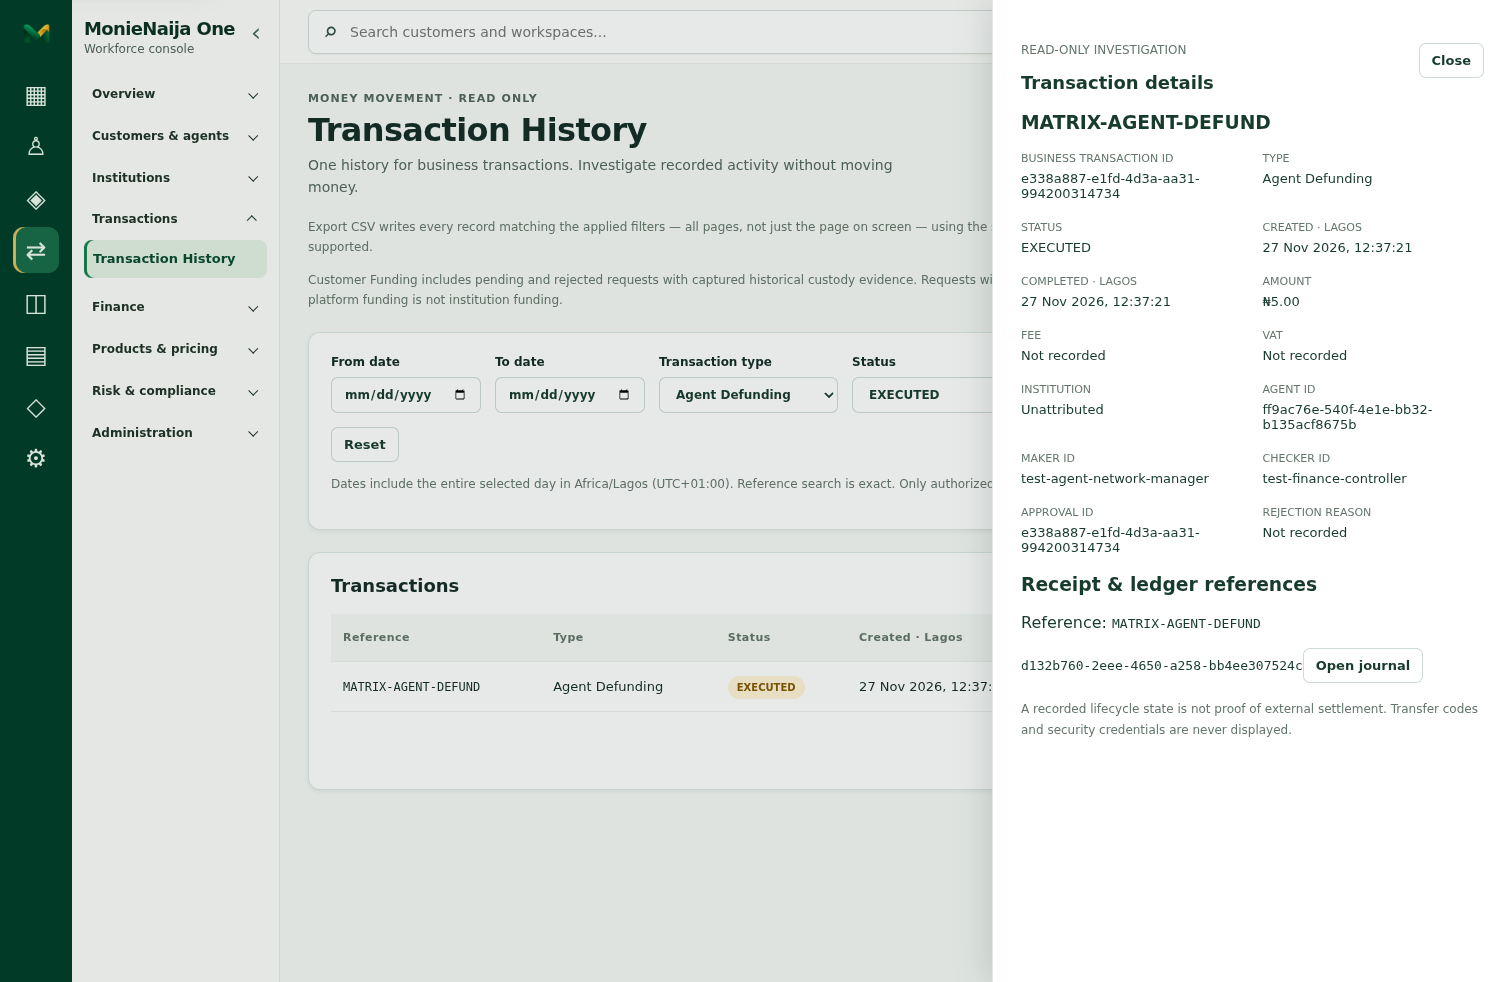 MonieNaija One
Workforce console
Overview
Customers & agents
Institutions
Transactions
Transaction History
Finance
Products & pricing
Risk & compliance
Administration
Search customers and workspaces...
MONEY MOVEMENT · READ ONLY
Transaction History
One history for business transactions. Investigate recorded activity without moving
money.
Export CSV writes every record matching the applied filters — all pages, not just the page on screen — using the
supported.
Customer Funding includes pending and rejected requests with captured historical custody evidence. Requests
platform funding is not institution funding.
From date
To date
Transaction type
Status
mm/dd/yyyy
mm/dd/yyyy
Agent Defunding
EXECUTED
Reset
Dates include the entire selected day in Africa/Lagos (UTC+01:00). Reference search is exact. Only authorized
Transactions
Reference
Type
Status
Created · Lagos
MATRIX-AGENT-DEFUND
Agent Defunding
EXECUTED
27 Nov 2026, 12:37:
READ-ONLY INVESTIGATION
Close
Transaction details
MATRIX-AGENT-DEFUND
BUSINESS TRANSACTION ID
e338a887-e1fd-4d3a-aa31-
994200314734
TYPE
Agent Defunding
STATUS
EXECUTED
CREATED · LAGOS
27 Nov 2026, 12:37:21
COMPLETED · LAGOS
27 Nov 2026, 12:37:21
AMOUNT
₦5.00
FEE
Not recorded
VAT
Not recorded
INSTITUTION
Unattributed
AGENT ID
ff9ac76e-540f-4e1e-bb32-
b135acf8675b
MAKER ID
test-agent-network-manager
CHECKER ID
test-finance-controller
APPROVAL ID
e338a887-e1fd-4d3a-aa31-
994200314734
REJECTION REASON
Not recorded
Receipt & ledger references
Reference: MATRIX-AGENT-DEFUND
d132b760-2eee-4650-a258-bb4ee307524c
Open journal
A recorded lifecycle state is not proof of external settlement. Transfer codes
and security credentials are never displayed.